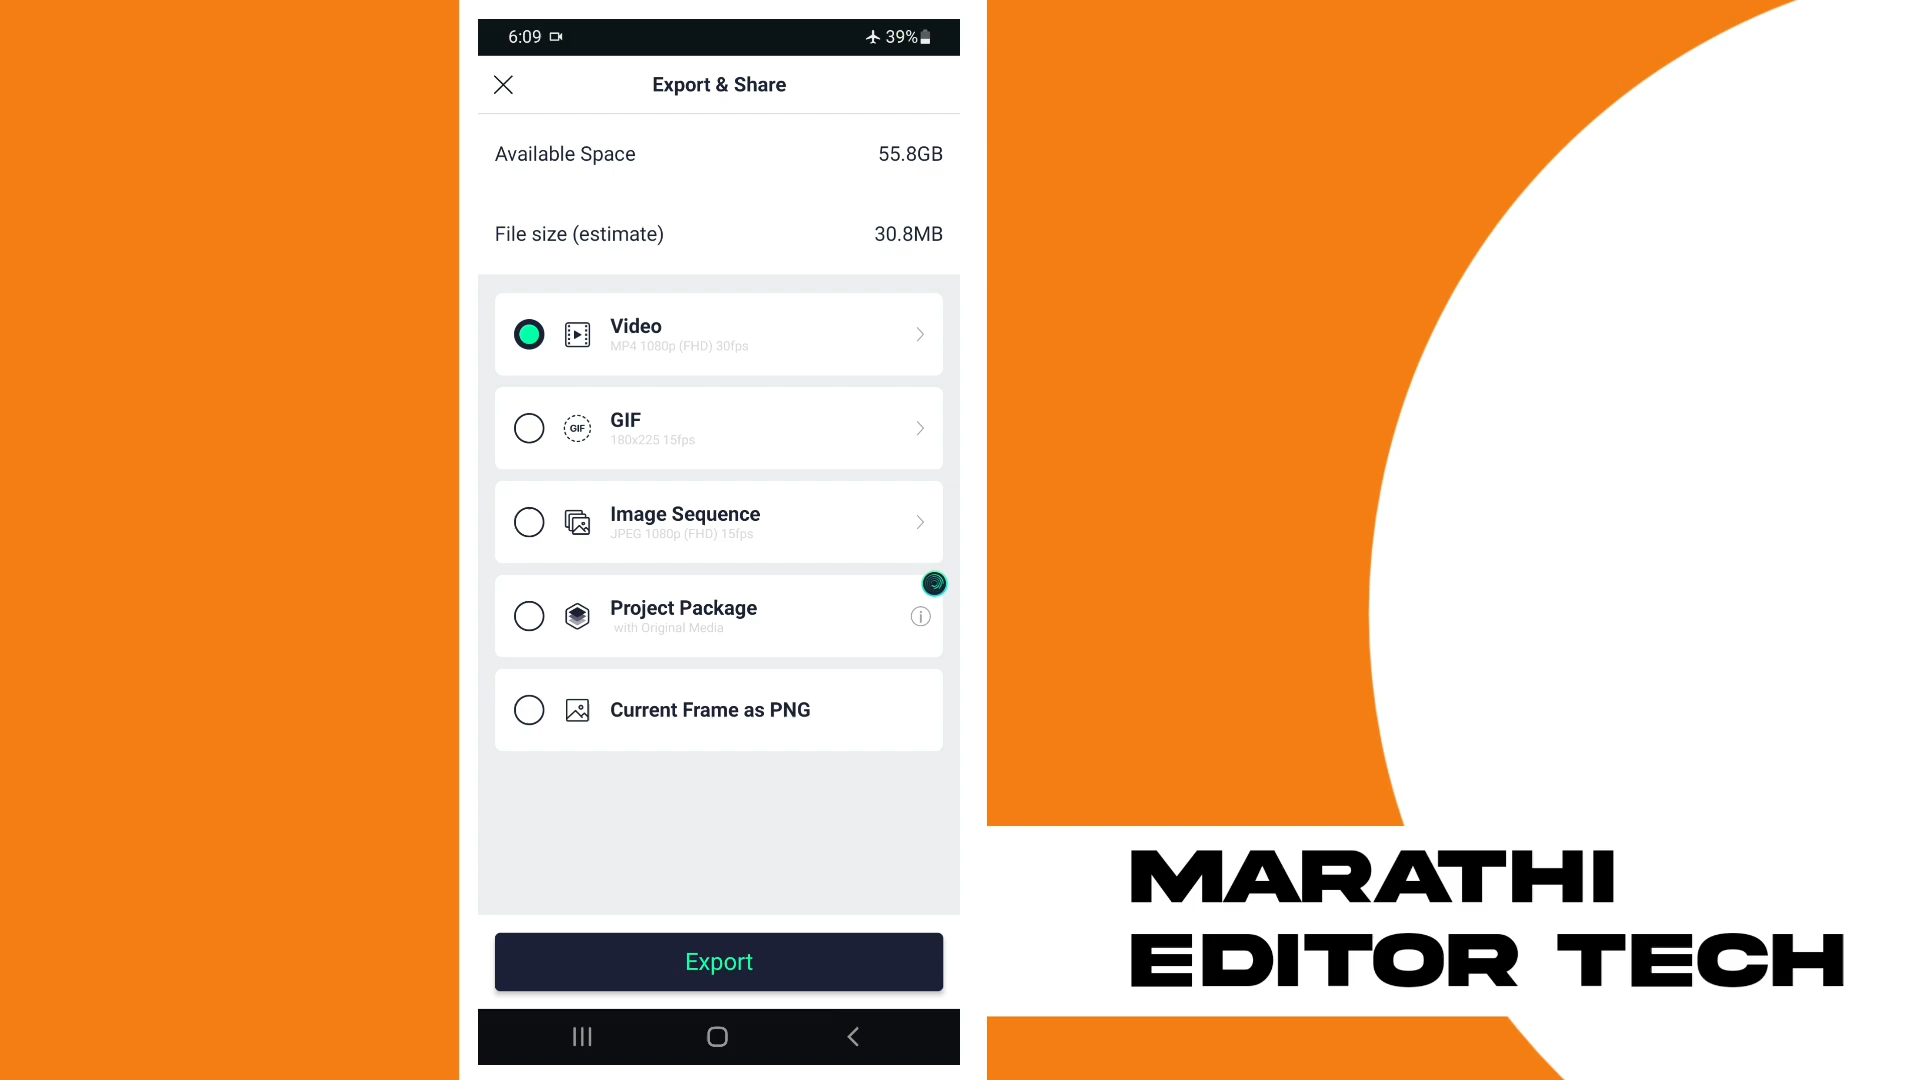 6:09 39%
Export & Share
Available Space 55.8GB
File size (estimate) 30.8MB
Video
MP4 1080p (FHD) 30fps
GIF
GIF
180x225 15fps
Image Sequence
JPEG 1080p (FHD) 15fps
Project Package
with Original Media
Current Frame as PNG
Export
MARATHI
EDITOR TECH